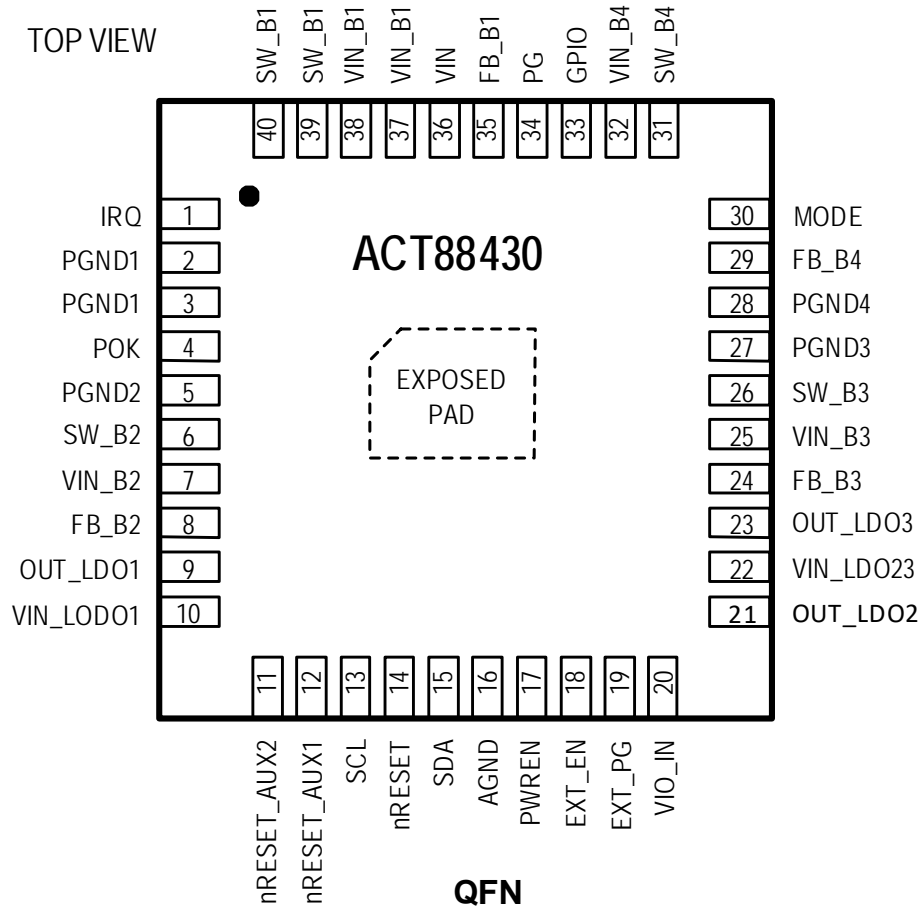 TOP VIEW
SW_B1
SW_B1
VIN_B1
VIN_B1
VIN
FB_B1
PG
GPIO
VIN_B4
SW_B4
40
39
38
37
36
35
34
33
32
31
IRQ 1
PGND1 2
PGND1 3
POK 4
PGND2 5
SW_B2 6
VIN_B2 7
FB_B2 8
OUT_LDO1 9
VIN_LODO1 10
ACT88430
EXPOSED
PAD
30 MODE
29 FB_B4
28 PGND4
27 PGND3
26 SW_B3
25 VIN_B3
24 FB_B3
23 OUT_LDO3
22 VIN_LDO23
21 OUT_LDO2
11
12
13
14
15
16
17
18
19
20
nRESET_AUX2
nRESET_AUX1
SCL
nRESET
SDA
AGND
PWREN
EXT_EN
EXT_PG
VIO_IN
QFN